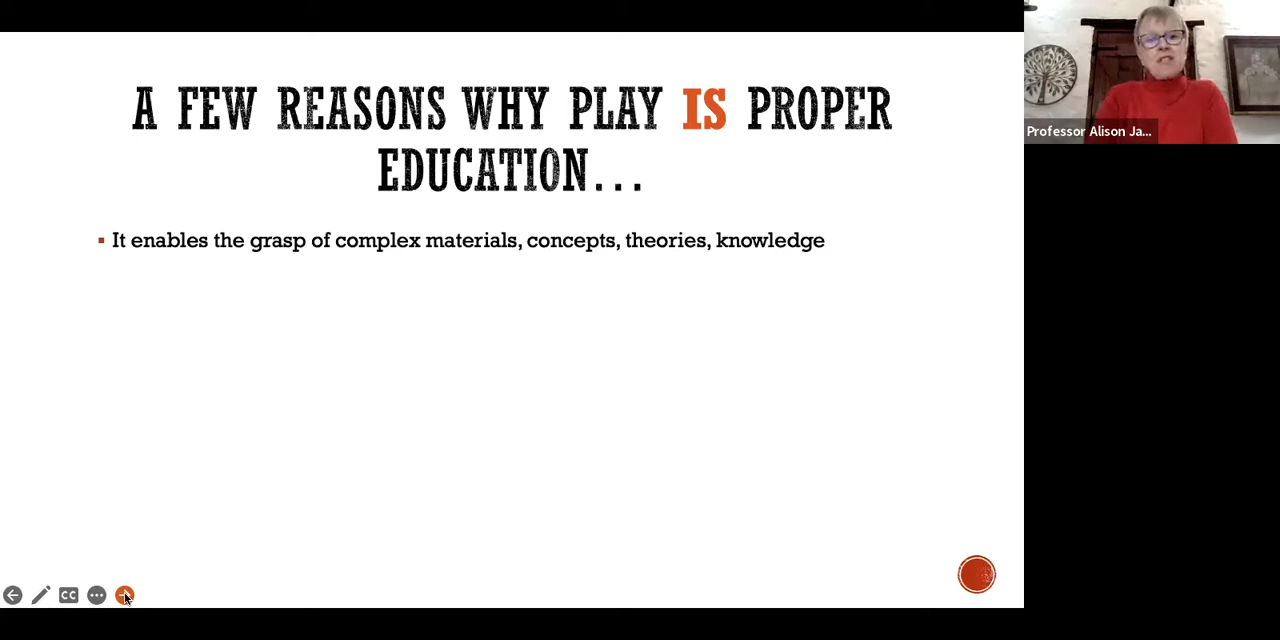 A FEW REASONS WHY PLAY IS PROPER
EDUCATION...
It enables the grasp of complex materials, concepts, theories, knowledge
Professor Alison Ja...
CC